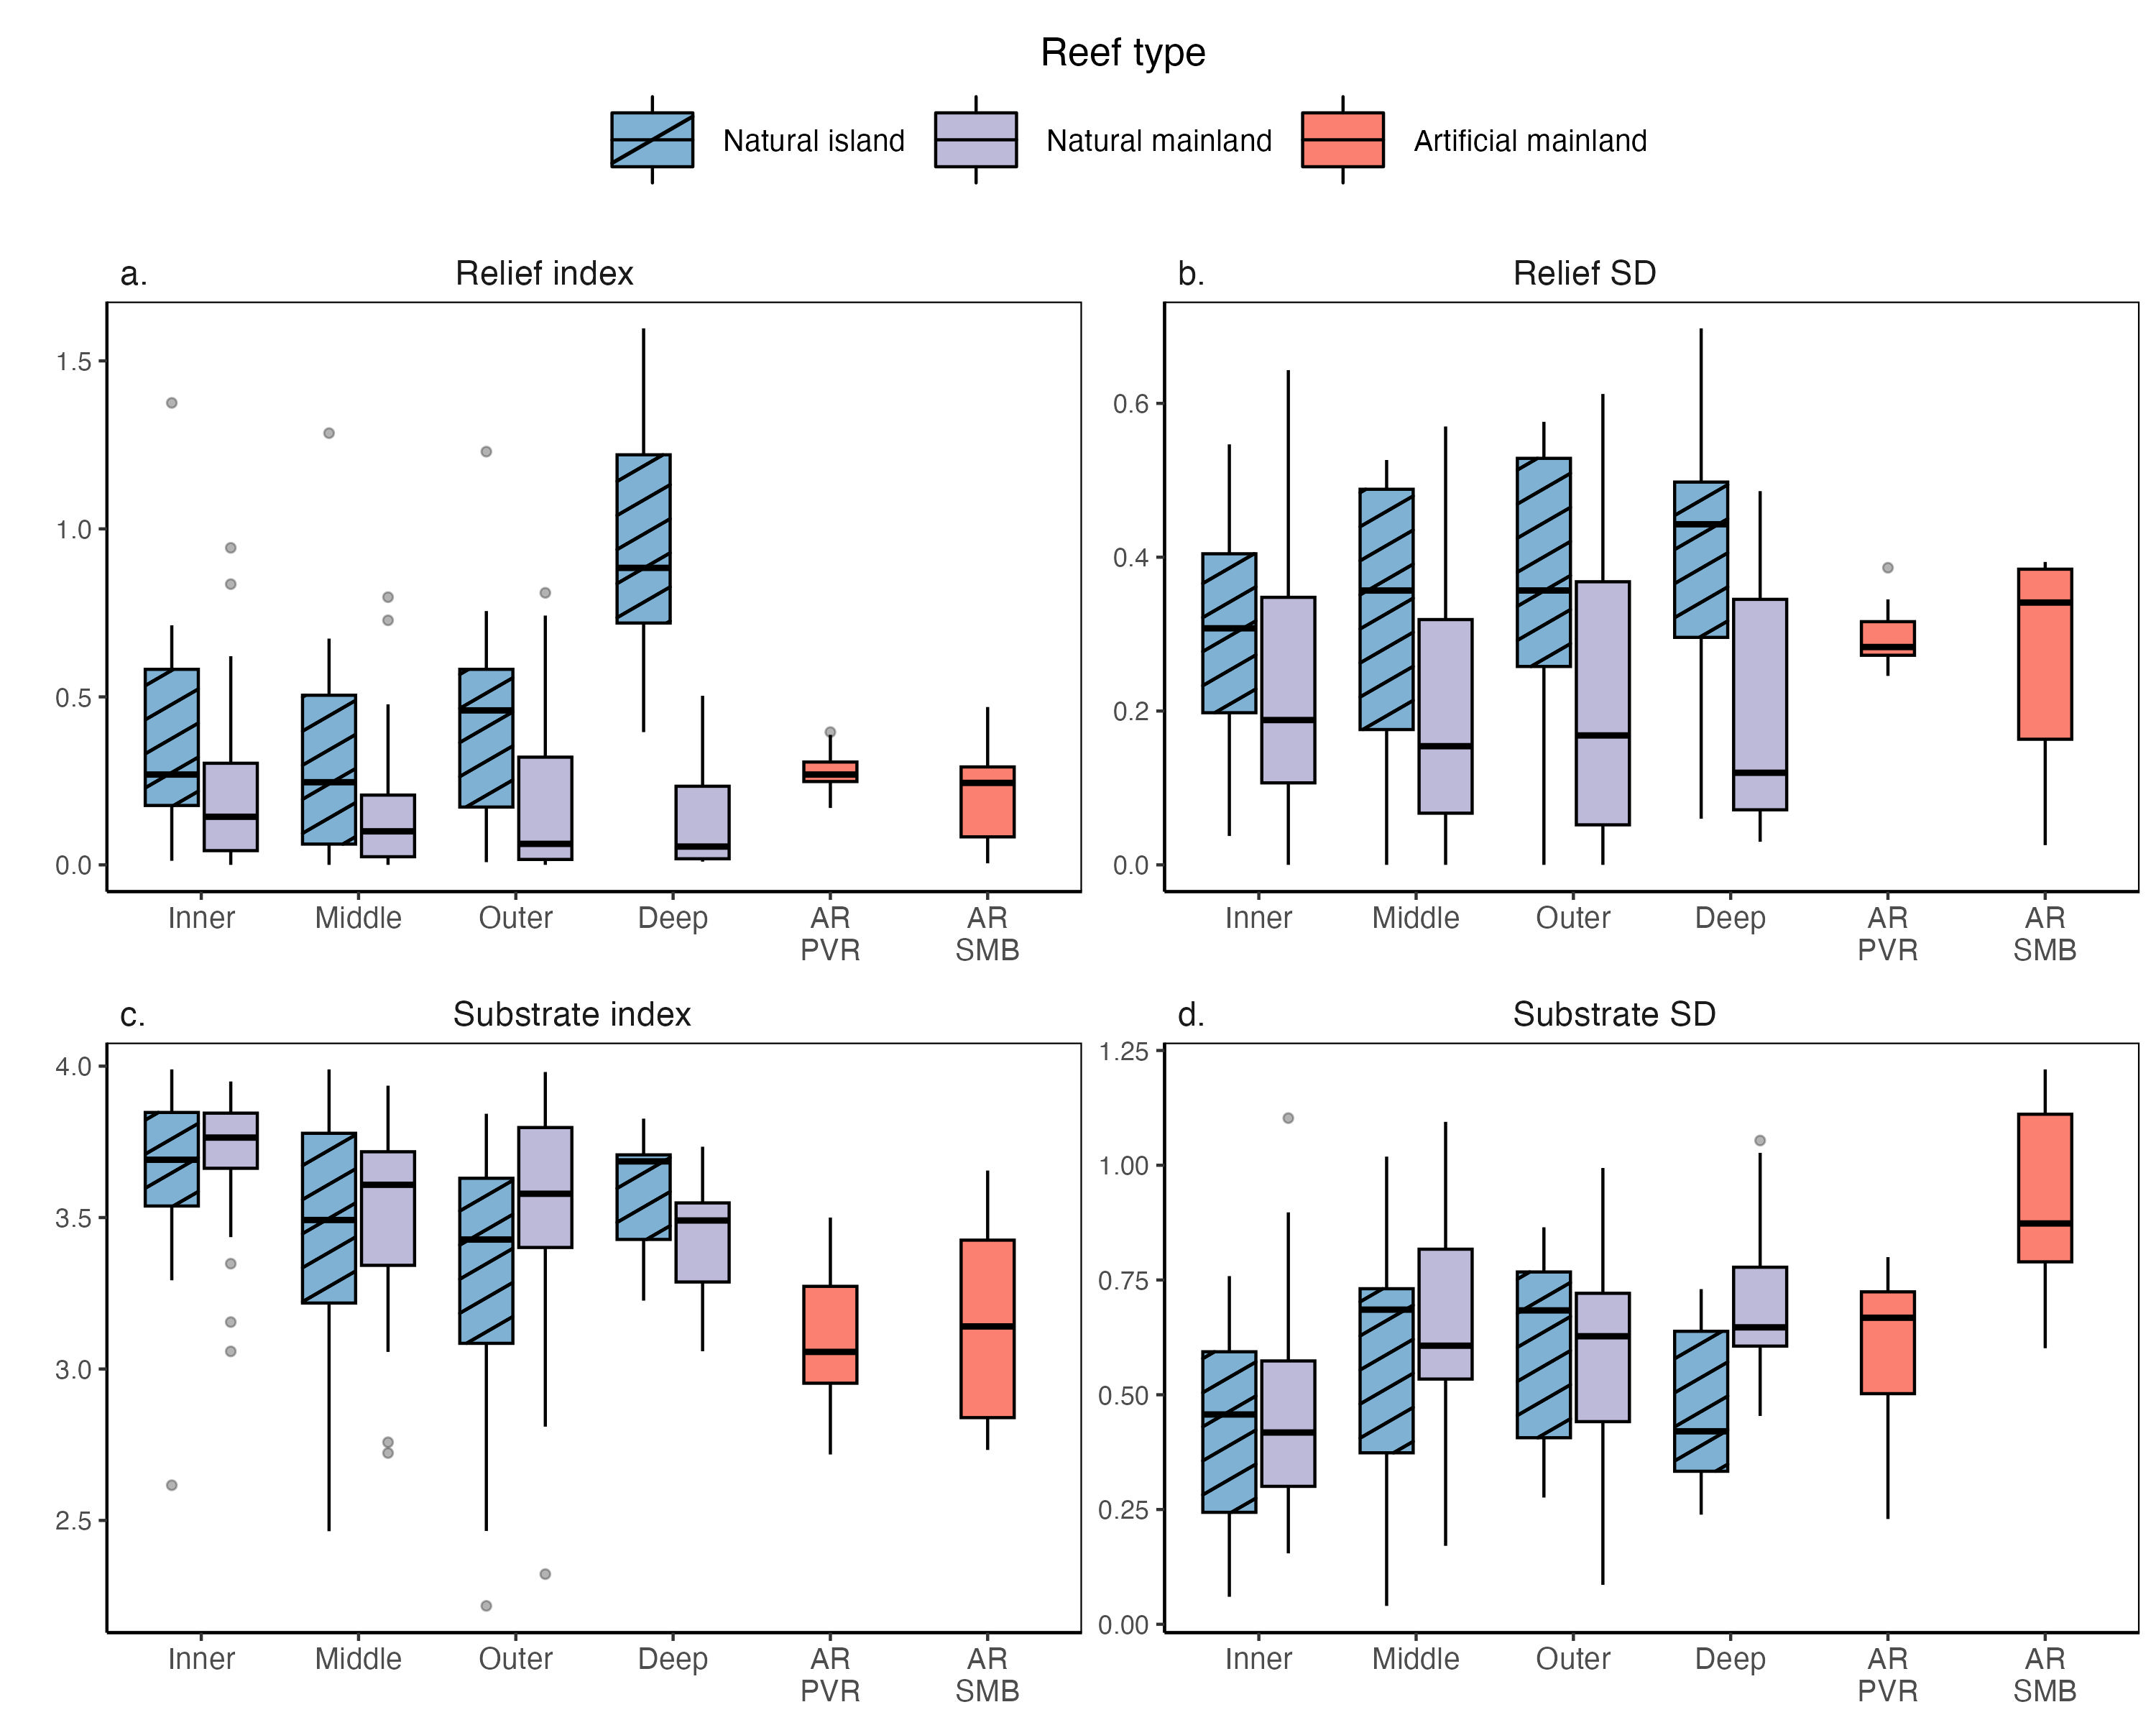 Reef type
Natural island Natural mainland Artificial mainland
a. Relief index
1.5
1.0
0.5
0.0
Inner Middle Outer Deep AR PVR AR SMB
b. Relief SD
0.6
0.4
0.2
0.0
Inner Middle Outer Deep AR PVR AR SMB
c. Substrate index
4.0
3.5
3.0
2.5
Inner Middle Outer Deep AR PVR AR SMB
d. Substrate SD
1.25
1.00
0.75
0.50
0.25
0.00
Inner Middle Outer Deep AR PVR AR SMB